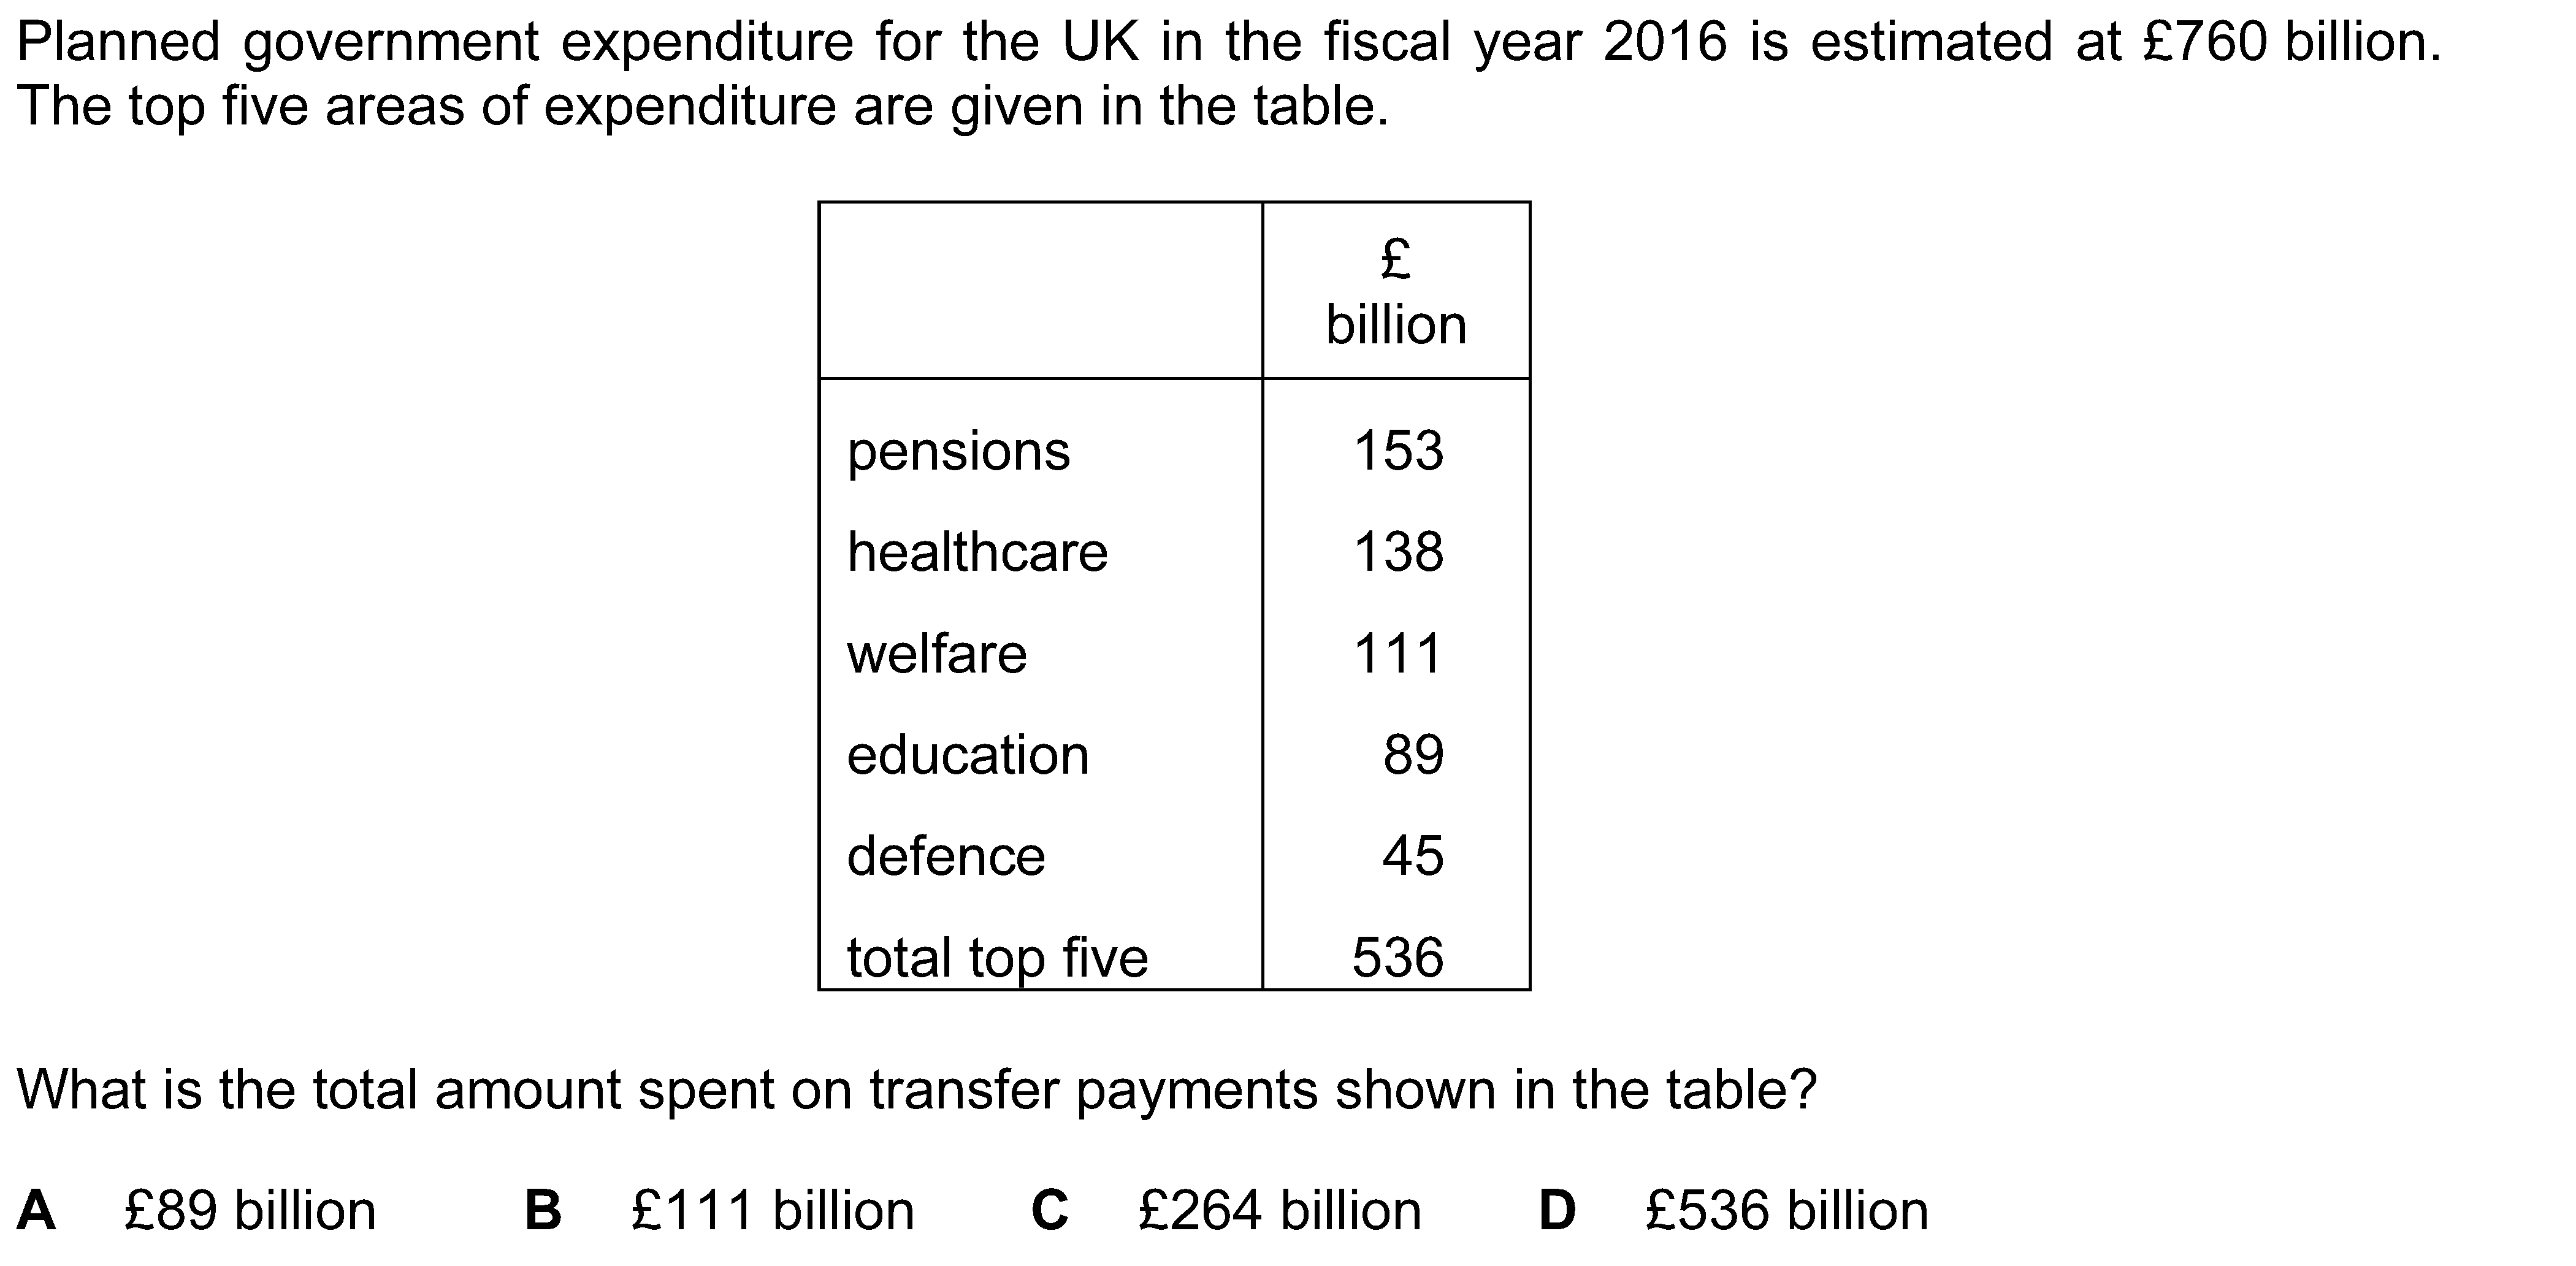 Planned government expenditure for the UK in the fiscal year 2016 is estimated at £760 billion.
The top five areas of expenditure are given in the table.
£
billion
pensions 153
healthcare 138
welfare 111
education 89
defence 45
total top five 536
What is the total amount spent on transfer payments shown in the table?
A £89 billion B £111 billion C £264 billion D £536 billion